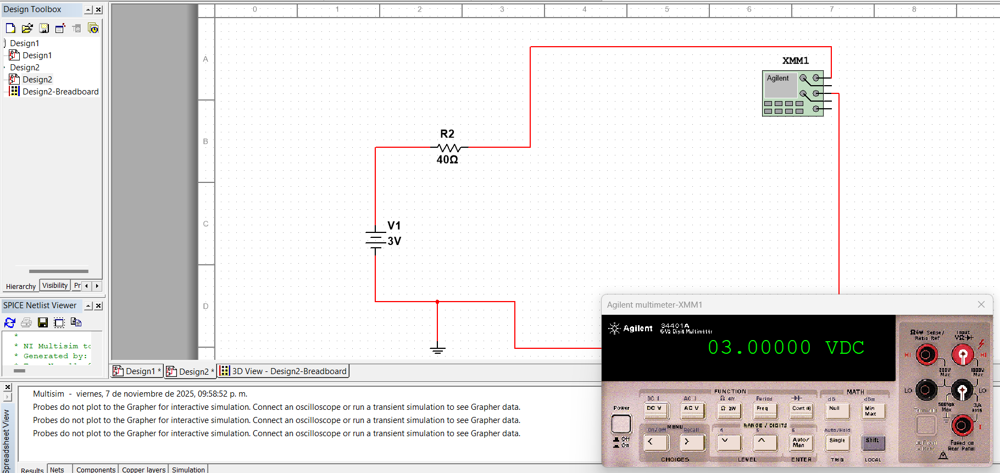 Design Toolbox
Design1
Design1
Design2
Design2
Design2-Breadboard
Hierarchy Visibility Pr
SPICE Netlist Viewer
*
* NI Multisim to
* Generated by:
0 1 2 3 4 5 6 7 8
A
B
C
D
XMM1
Agilent
R2
40Ω
V1
3V
Design1 * Design2 * 3D View - Design2-Breadboard
Multisim - viernes, 7 de noviembre de 2025, 09:58:52 p. m.
Probes do not plot to the Grapher for interactive simulation. Connect an oscilloscope or run a transient simulation to see Grapher data.
Probes do not plot to the Grapher for interactive simulation. Connect an oscilloscope or run a transient simulation to see Grapher data.
Probes do not plot to the Grapher for interactive simulation. Connect an oscilloscope or run a transient simulation to see Grapher data.
Spreadsheet View
Results Nets Components Copper layers Simulation
Agilent multimeter-XMM1
Agilent 34401A
6½ Digit Multimeter
03.00000 VDC
FUNCTION MATH
DC I AC I Ω 4W Period dB dBm
Power
DC V AC V Ω 2W Freq Cont Null Min Max
On/Off MENU Recall 4 RANGE / DIGITS 5 6 Auto/Hold
Off
On
< > Auto/Man Single Shift
CHOICES LEVEL ENTER TRIG LOCAL
Ω4W Sense/ Ratio Ref
Input VΩ
HI HI
200V Max
1000V Max
LO LO
500Vpk Max
3A RMS
Terminals
I
Front
Rear
Fused on Rear Panel